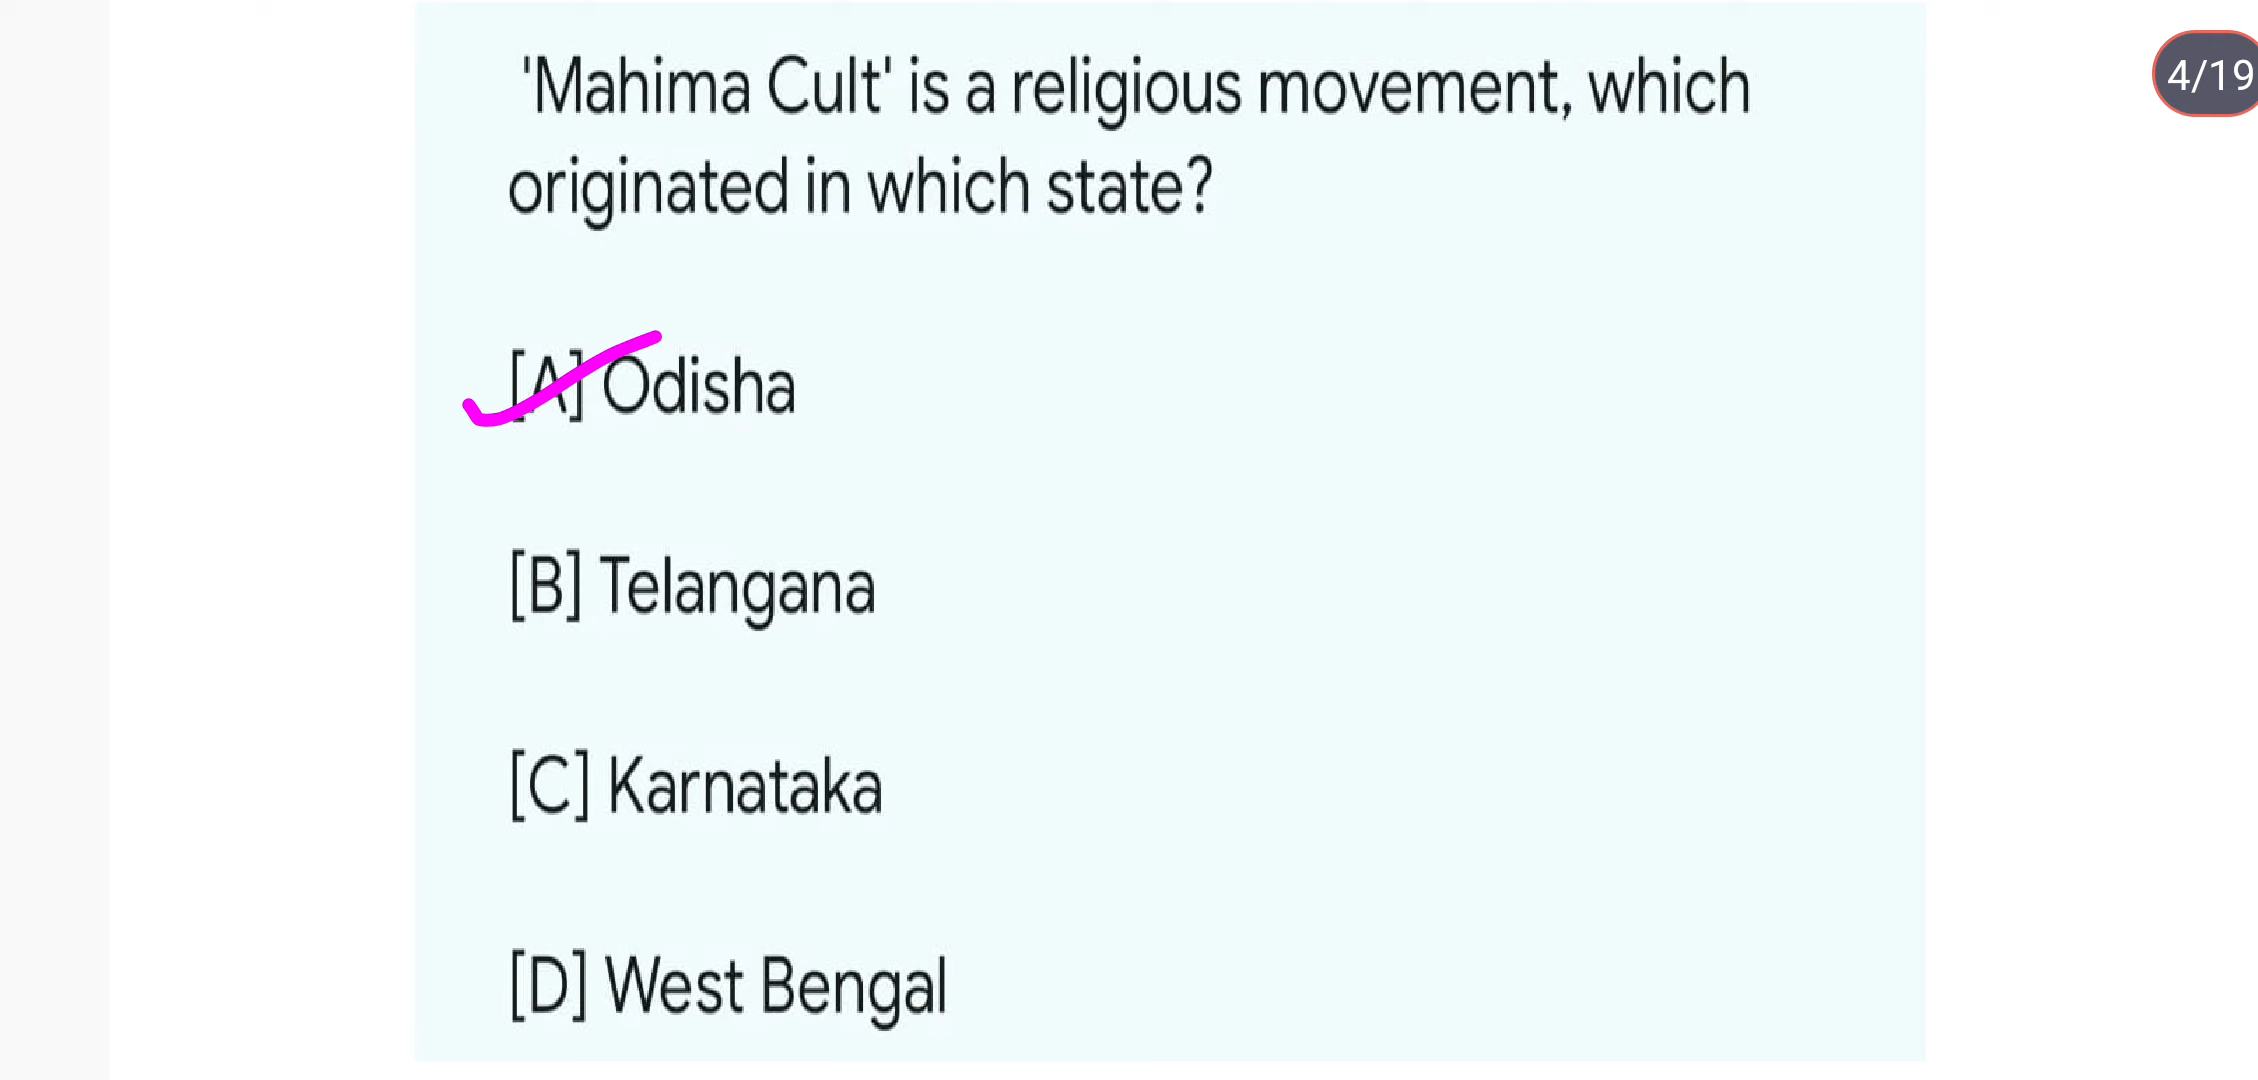 'Mahima Cult' is a religious movement, which
4/19
originated in which state?
[A] Odisha
[B] Telangana
[C] Karnataka
[D] West Bengal